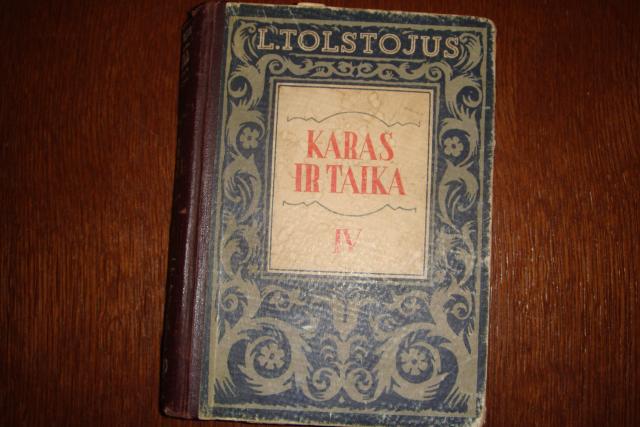 L.TOLSTOJUS
KARAS
IR TAIKA
IV